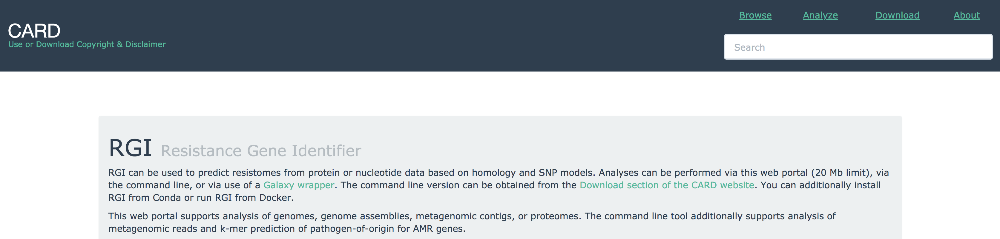 Browse Analyze Download About
CARD
Use or Download Copyright & Disclaimer
Search
RGI Resistance Gene Identifier
RGI can be used to predict resistomes from protein or nucleotide data based on homology and SNP models. Analyses can be performed via this web portal (20 Mb limit), via
the command line, or via use of a Galaxy wrapper. The command line version can be obtained from the Download section of the CARD website. You can additionally install
RGI from Conda or run RGI from Docker.
This web portal supports analysis of genomes, genome assemblies, metagenomic contigs, or proteomes. The command line tool additionally supports analysis of
metagenomic reads and k-mer prediction of pathogen-of-origin for AMR genes.